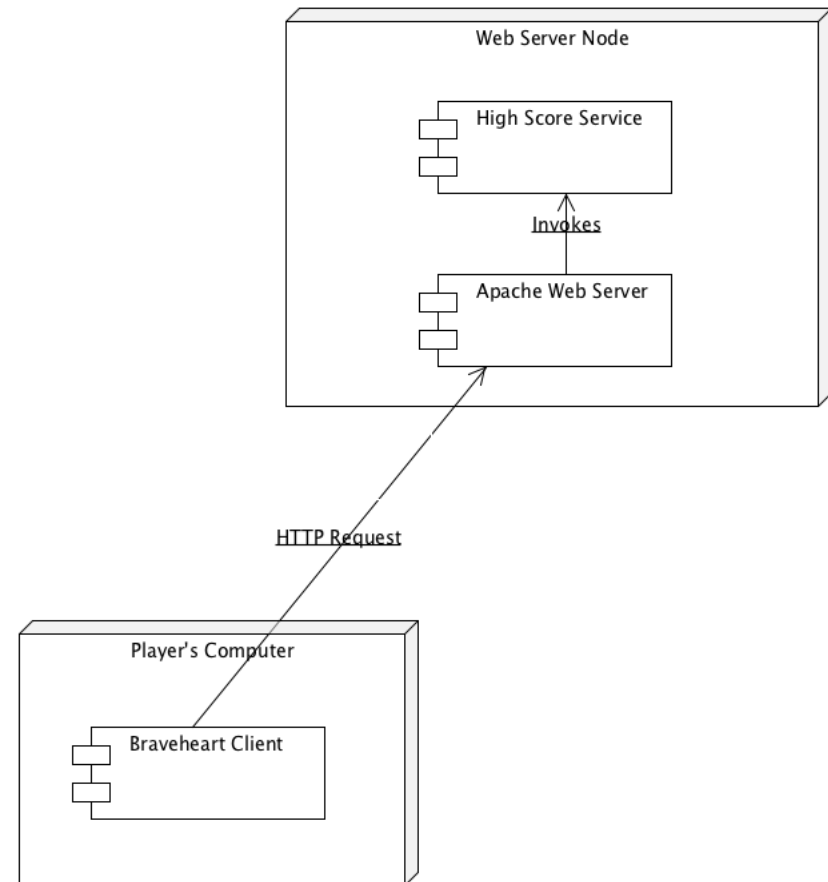 Web Server Node
High Score Service
Invokes
Apache Web Server
HTTP Request
Player's Computer
Braveheart Client